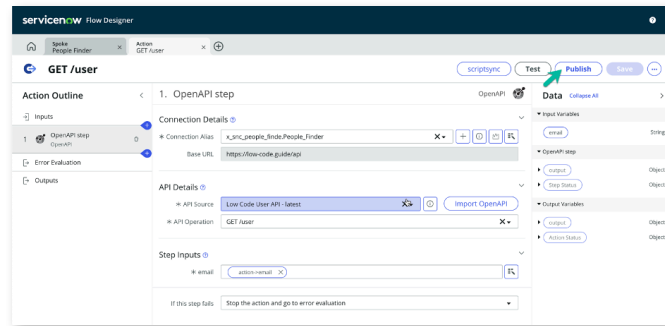 servicenow Flow Designer
Spoke
People Finder
Action
GET /user
GET /user
scriptsync
Test
Publish
Save
Action Outline
Inputs
1 OpenAPI step
OpenAPI
Error Evaluation
Outputs
1. OpenAPI step
OpenAPI
Connection Details
* Connection Alias x_snc_people_finde.People_Finder
Base URL https://low-code.guide/api
API Details
* API Source Low Code User API - latest
Import OpenAPI
* API Operation GET /user
Step Inputs
* email action->email X
If this step fails Stop the action and go to error evaluation
Data Collapse All
Input Variables
email String
OpenAPI step
output Object
Step Status Object
Output Variables
output Object
Action Status Object